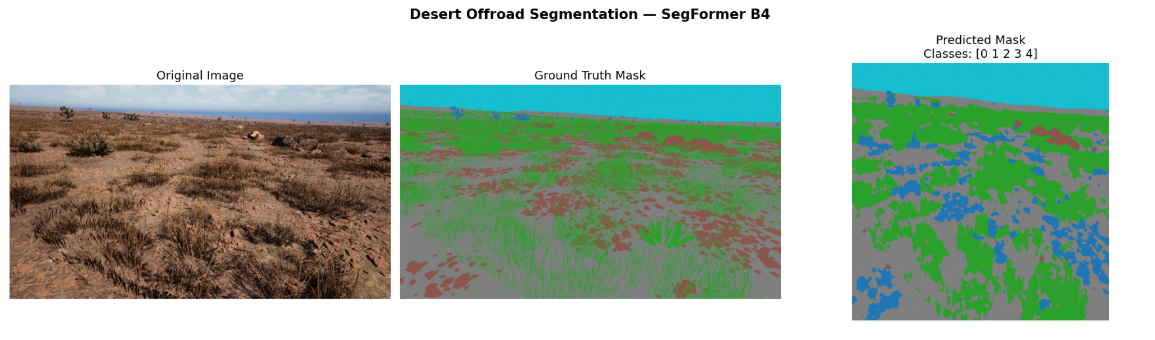 Desert Offroad Segmentation — SegFormer B4
Original Image
Ground Truth Mask
Predicted Mask
Classes: [0 1 2 3 4]